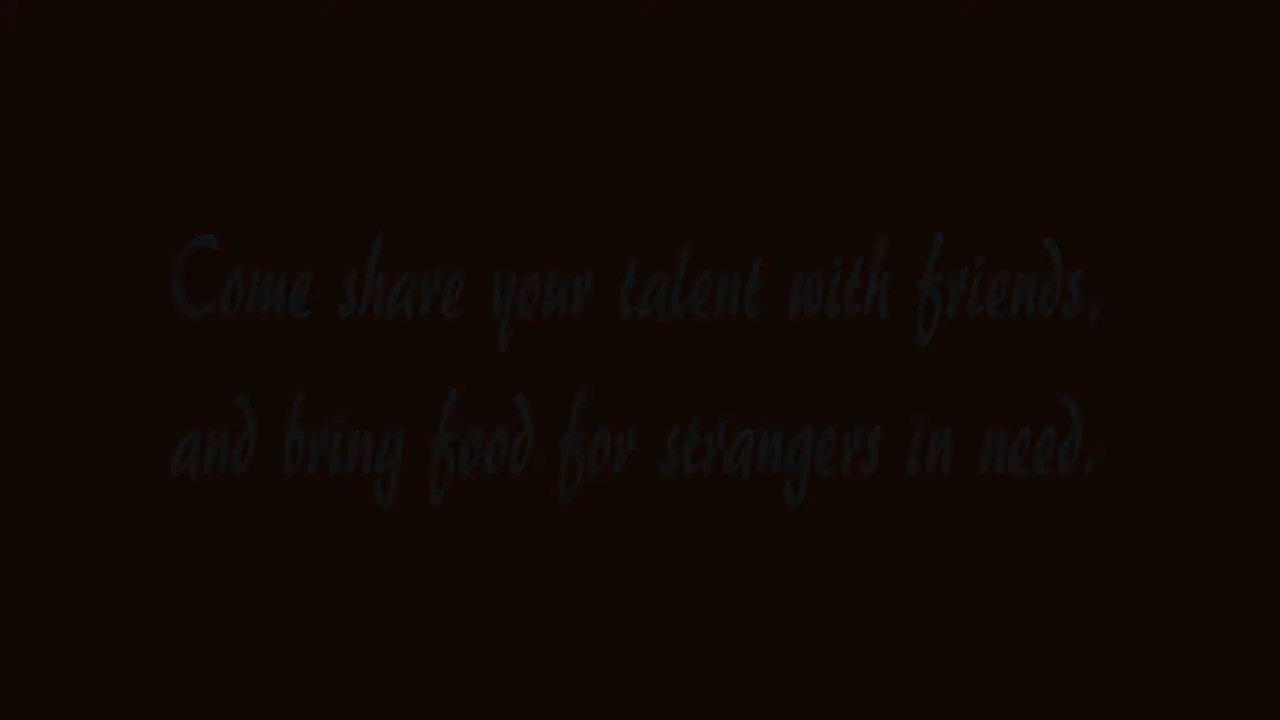 Come share your talent with friends,
and bring food for strangers in need.